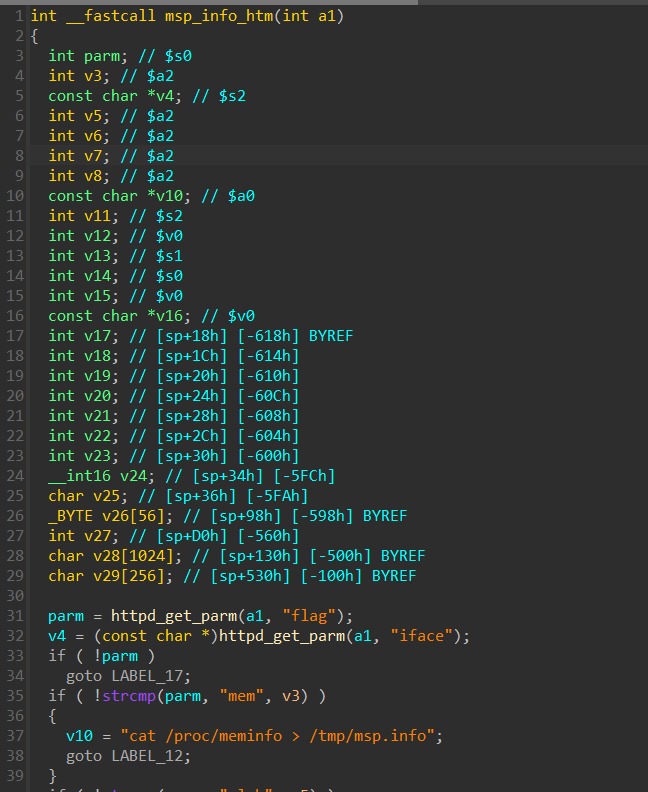 1 int __fastcall msp_info_htm(int a1)
2 {
3 int parm; // $s0
4 int v3; // $a2
5 const char *v4; // $s2
6 int v5; // $a2
7 int v6; // $a2
8 int v7; // $a2
9 int v8; // $a2
10 const char *v10; // $a0
11 int v11; // $s2
12 int v12; // $v0
13 int v13; // $s1
14 int v14; // $s0
15 int v15; // $v0
16 const char *v16; // $v0
17 int v17; // [sp+18h] [-618h] BYREF
18 int v18; // [sp+1Ch] [-614h]
19 int v19; // [sp+20h] [-610h]
20 int v20; // [sp+24h] [-60Ch]
21 int v21; // [sp+28h] [-608h]
22 int v22; // [sp+2Ch] [-604h]
23 int v23; // [sp+30h] [-600h]
24 __int16 v24; // [sp+34h] [-5FCh]
25 char v25; // [sp+36h] [-5FAh]
26 _BYTE v26[56]; // [sp+98h] [-598h] BYREF
27 int v27; // [sp+D0h] [-560h]
28 char v28[1024]; // [sp+130h] [-500h] BYREF
29 char v29[256]; // [sp+530h] [-100h] BYREF
30
31 parm = httpd_get_parm(a1, "flag");
32 v4 = (const char *)httpd_get_parm(a1, "iface");
33 if ( !parm )
34 goto LABEL_17;
35 if ( !strcmp(parm, "mem", v3) )
36 {
37 v10 = "cat /proc/meminfo > /tmp/msp.info";
38 goto LABEL_12;
39 }